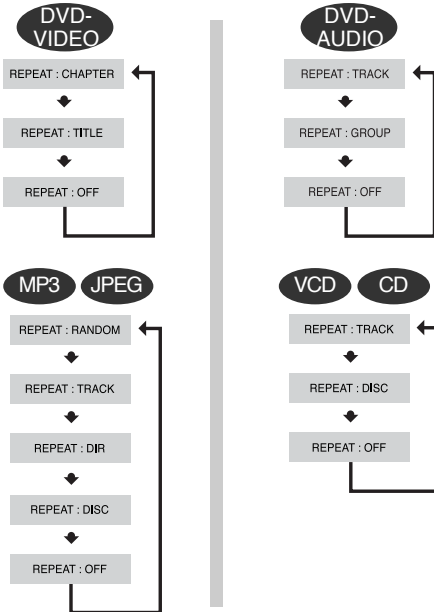 DVD-
VIDEO
REPEAT : CHAPTER
REPEAT : TITLE
REPEAT : OFF
DVD-
AUDIO
REPEAT : TRACK
REPEAT : GROUP
REPEAT : OFF
MP3 JPEG
REPEAT : RANDOM
REPEAT : TRACK
REPEAT : DIR
REPEAT : DISC
REPEAT : OFF
VCD CD
REPEAT : TRACK
REPEAT : DISC
REPEAT : OFF